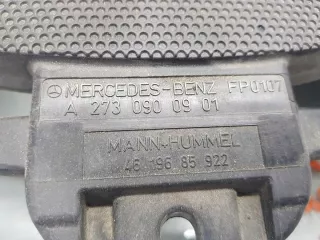 MERCEDES-BENZ FP0107
A 273 090 09 01
MANN+HUMMEL
46 196 85 922